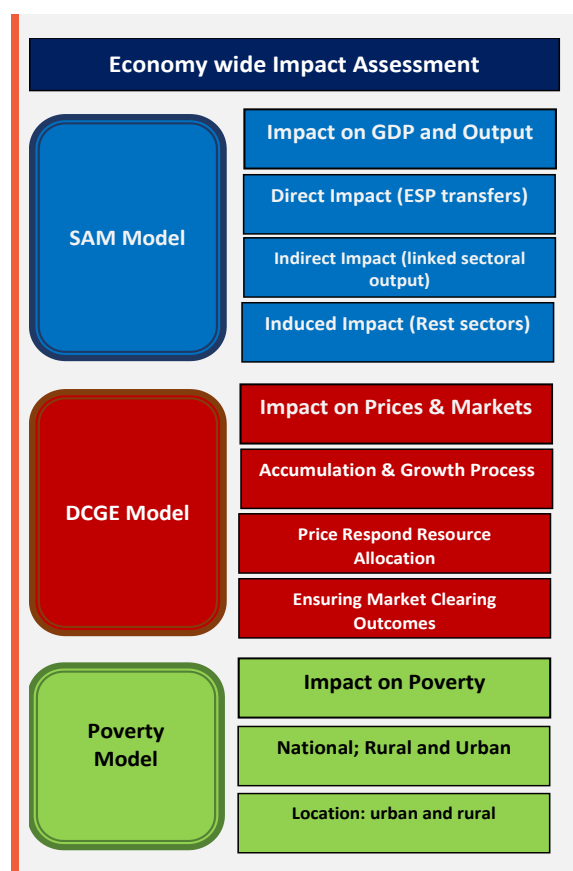 Economy wide Impact Assessment
SAM Model
Impact on GDP and Output
Direct Impact (ESP transfers)
Indirect Impact (linked sectoral
output)
Induced Impact (Rest sectors)
DCGE Model
Impact on Prices & Markets
Accumulation & Growth Process
Price Respond Resource
Allocation
Ensuring Market Clearing
Outcomes
Poverty
Model
Impact on Poverty
National; Rural and Urban
Location: urban and rural